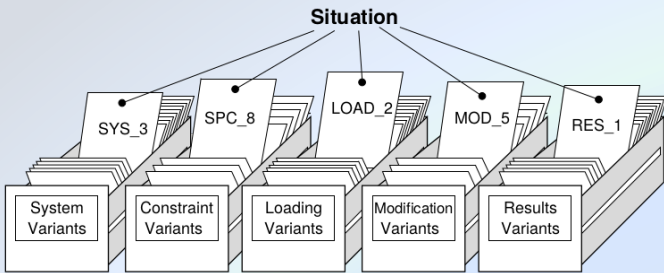 Situation
SYS_3
SPC_8
LOAD_2
MOD_5
RES_1
System
Variants
Constraint
Variants
Loading
Variants
Modification
Variants
Results
Variants